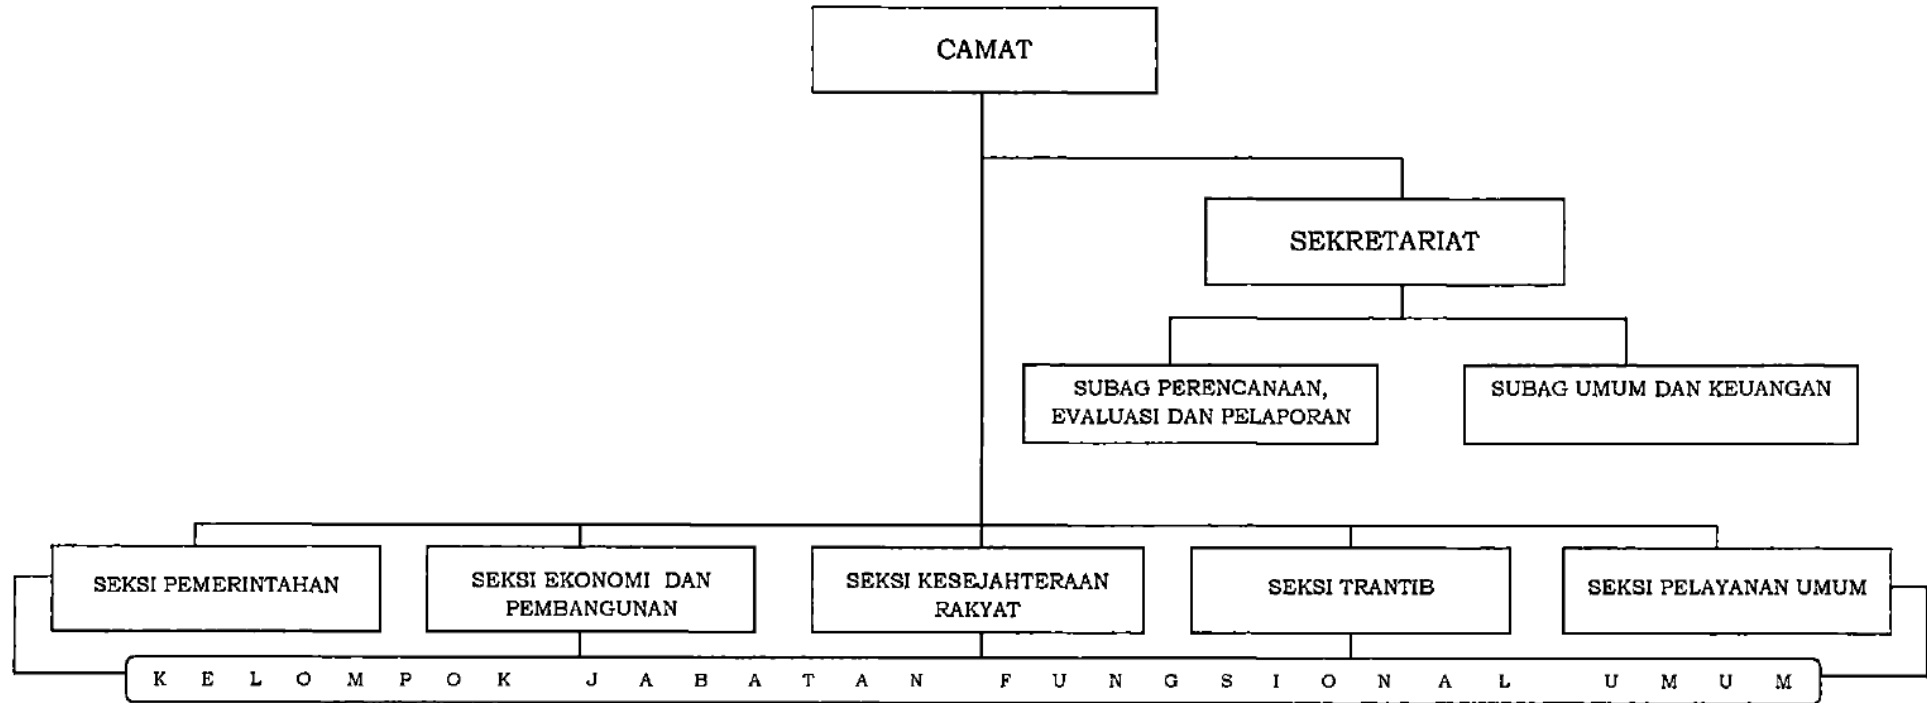 CAMAT
SEKRETARIAT
SUBAG PERENCANAAN,
EVALUASI DAN PELAPORAN
SUBAG UMUM DAN KEUANGAN
SEKSI PEMERINTAHAN
SEKSI EKONOMI DAN
PEMBANGUNAN
SEKSI KESEJAHTERAAN
RAKYAT
SEKSI TRANTIB
SEKSI PELAYANAN UMUM
K E L O M P O K J A B A T A N F U N G S I O N A L U M U M